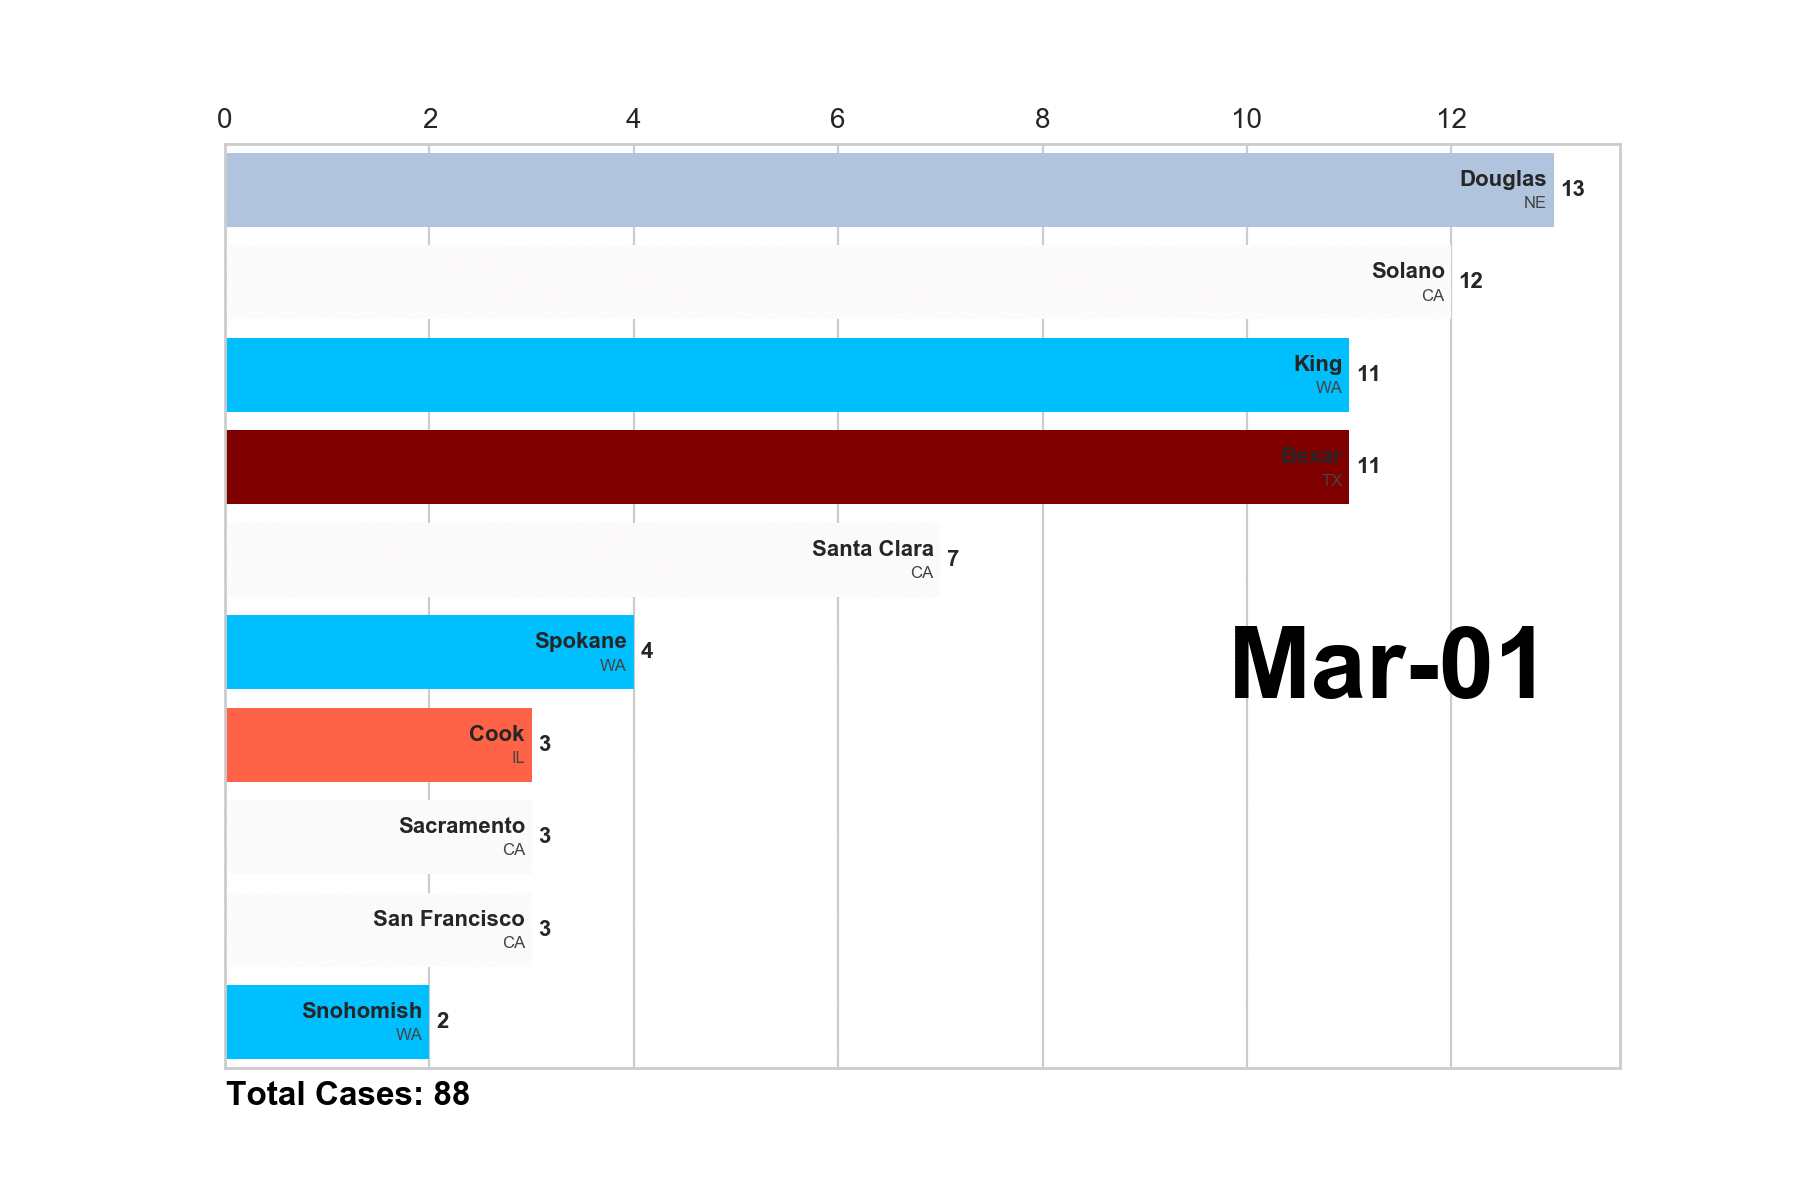 0 2 4 6 8 10 12
Douglas
NE
13
Solano
CA
12
King
WA
11
Bexar
TX
11
Santa Clara
CA
7
Spokane
WA
4
Mar-01
Cook
IL
3
Sacramento
CA
3
San Francisco
CA
3
Snohomish
WA
2
Total Cases: 88